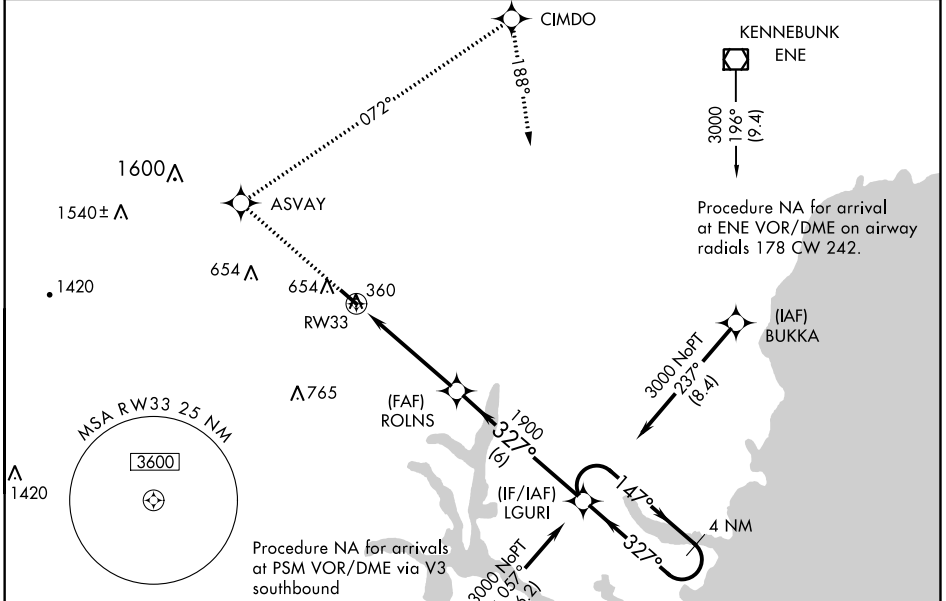 CIMDO
KENNEBUNK
ENE
188°
072°
3000
196°
(9.4)
1600
1540±
ASVAY
Procedure NA for arrival
at ENE VOR/DME on airway
radials 178 CW 242.
654
1420
654
360
RW33
(IAF)
BUKKA
3000 NoPT
237°
(8.4)
765
(FAF)
ROLNS
1900
327°
(6)
MSA RW33 25 NM
3600
1420
(IF/IAF)
LGURI
147°
4 NM
327°
Procedure NA for arrivals
at PSM VOR/DME via V3
southbound
3000 NoPT
057°